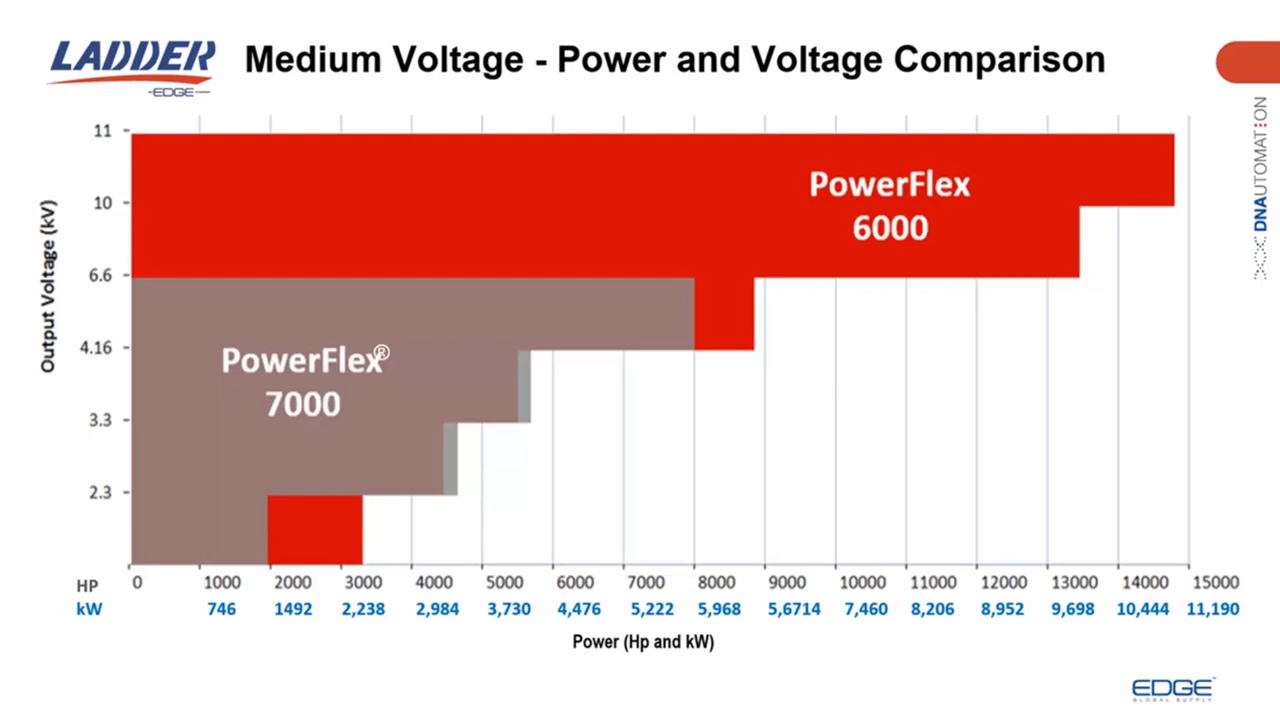 LADDER
-EDGE-
Medium Voltage - Power and Voltage Comparison
DNAUTOMATION
Output Voltage (kV)
11
10
6.6
4.16
3.3
2.3
PowerFlex
6000
PowerFlex®
7000
HP 0 1000 2000 3000 4000 5000 6000 7000 8000 9000 10000 11000 12000 13000 14000 15000
kW 746 1492 2,238 2,984 3,730 4,476 5,222 5,968 5,6714 7,460 8,206 8,952 9,698 10,444 11,190
Power (Hp and kW)
EDGE™
GLOBAL SUPPLY